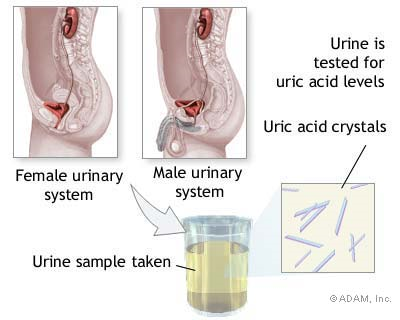 Urine is
tested for
uric acid levels
Uric acid crystals
Female urinary
system
Male urinary
system
Urine sample taken
© ADAM, Inc.